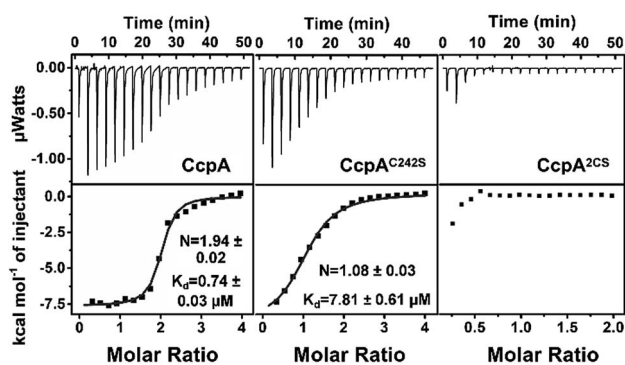 Time (min) Time (min) Time (min)
0 10 20 30 40 50 0 10 20 30 40 0 10 20 30 40 50
0.00
-0.50
-1.00
µWatts
CcpA CcpA^C242S CcpA^2CS
0.0
-2.5
-5.0
-7.5
kcal mol⁻¹ of injectant
N=1.94 ±
0.02
K_d=0.74 ±
0.03 µM
N=1.08 ± 0.03
K_d=7.81 ± 0.61 µM
0 1 2 3 4 0 1 2 3 4 0.5 1.0 1.5 2.0
Molar Ratio Molar Ratio Molar Ratio